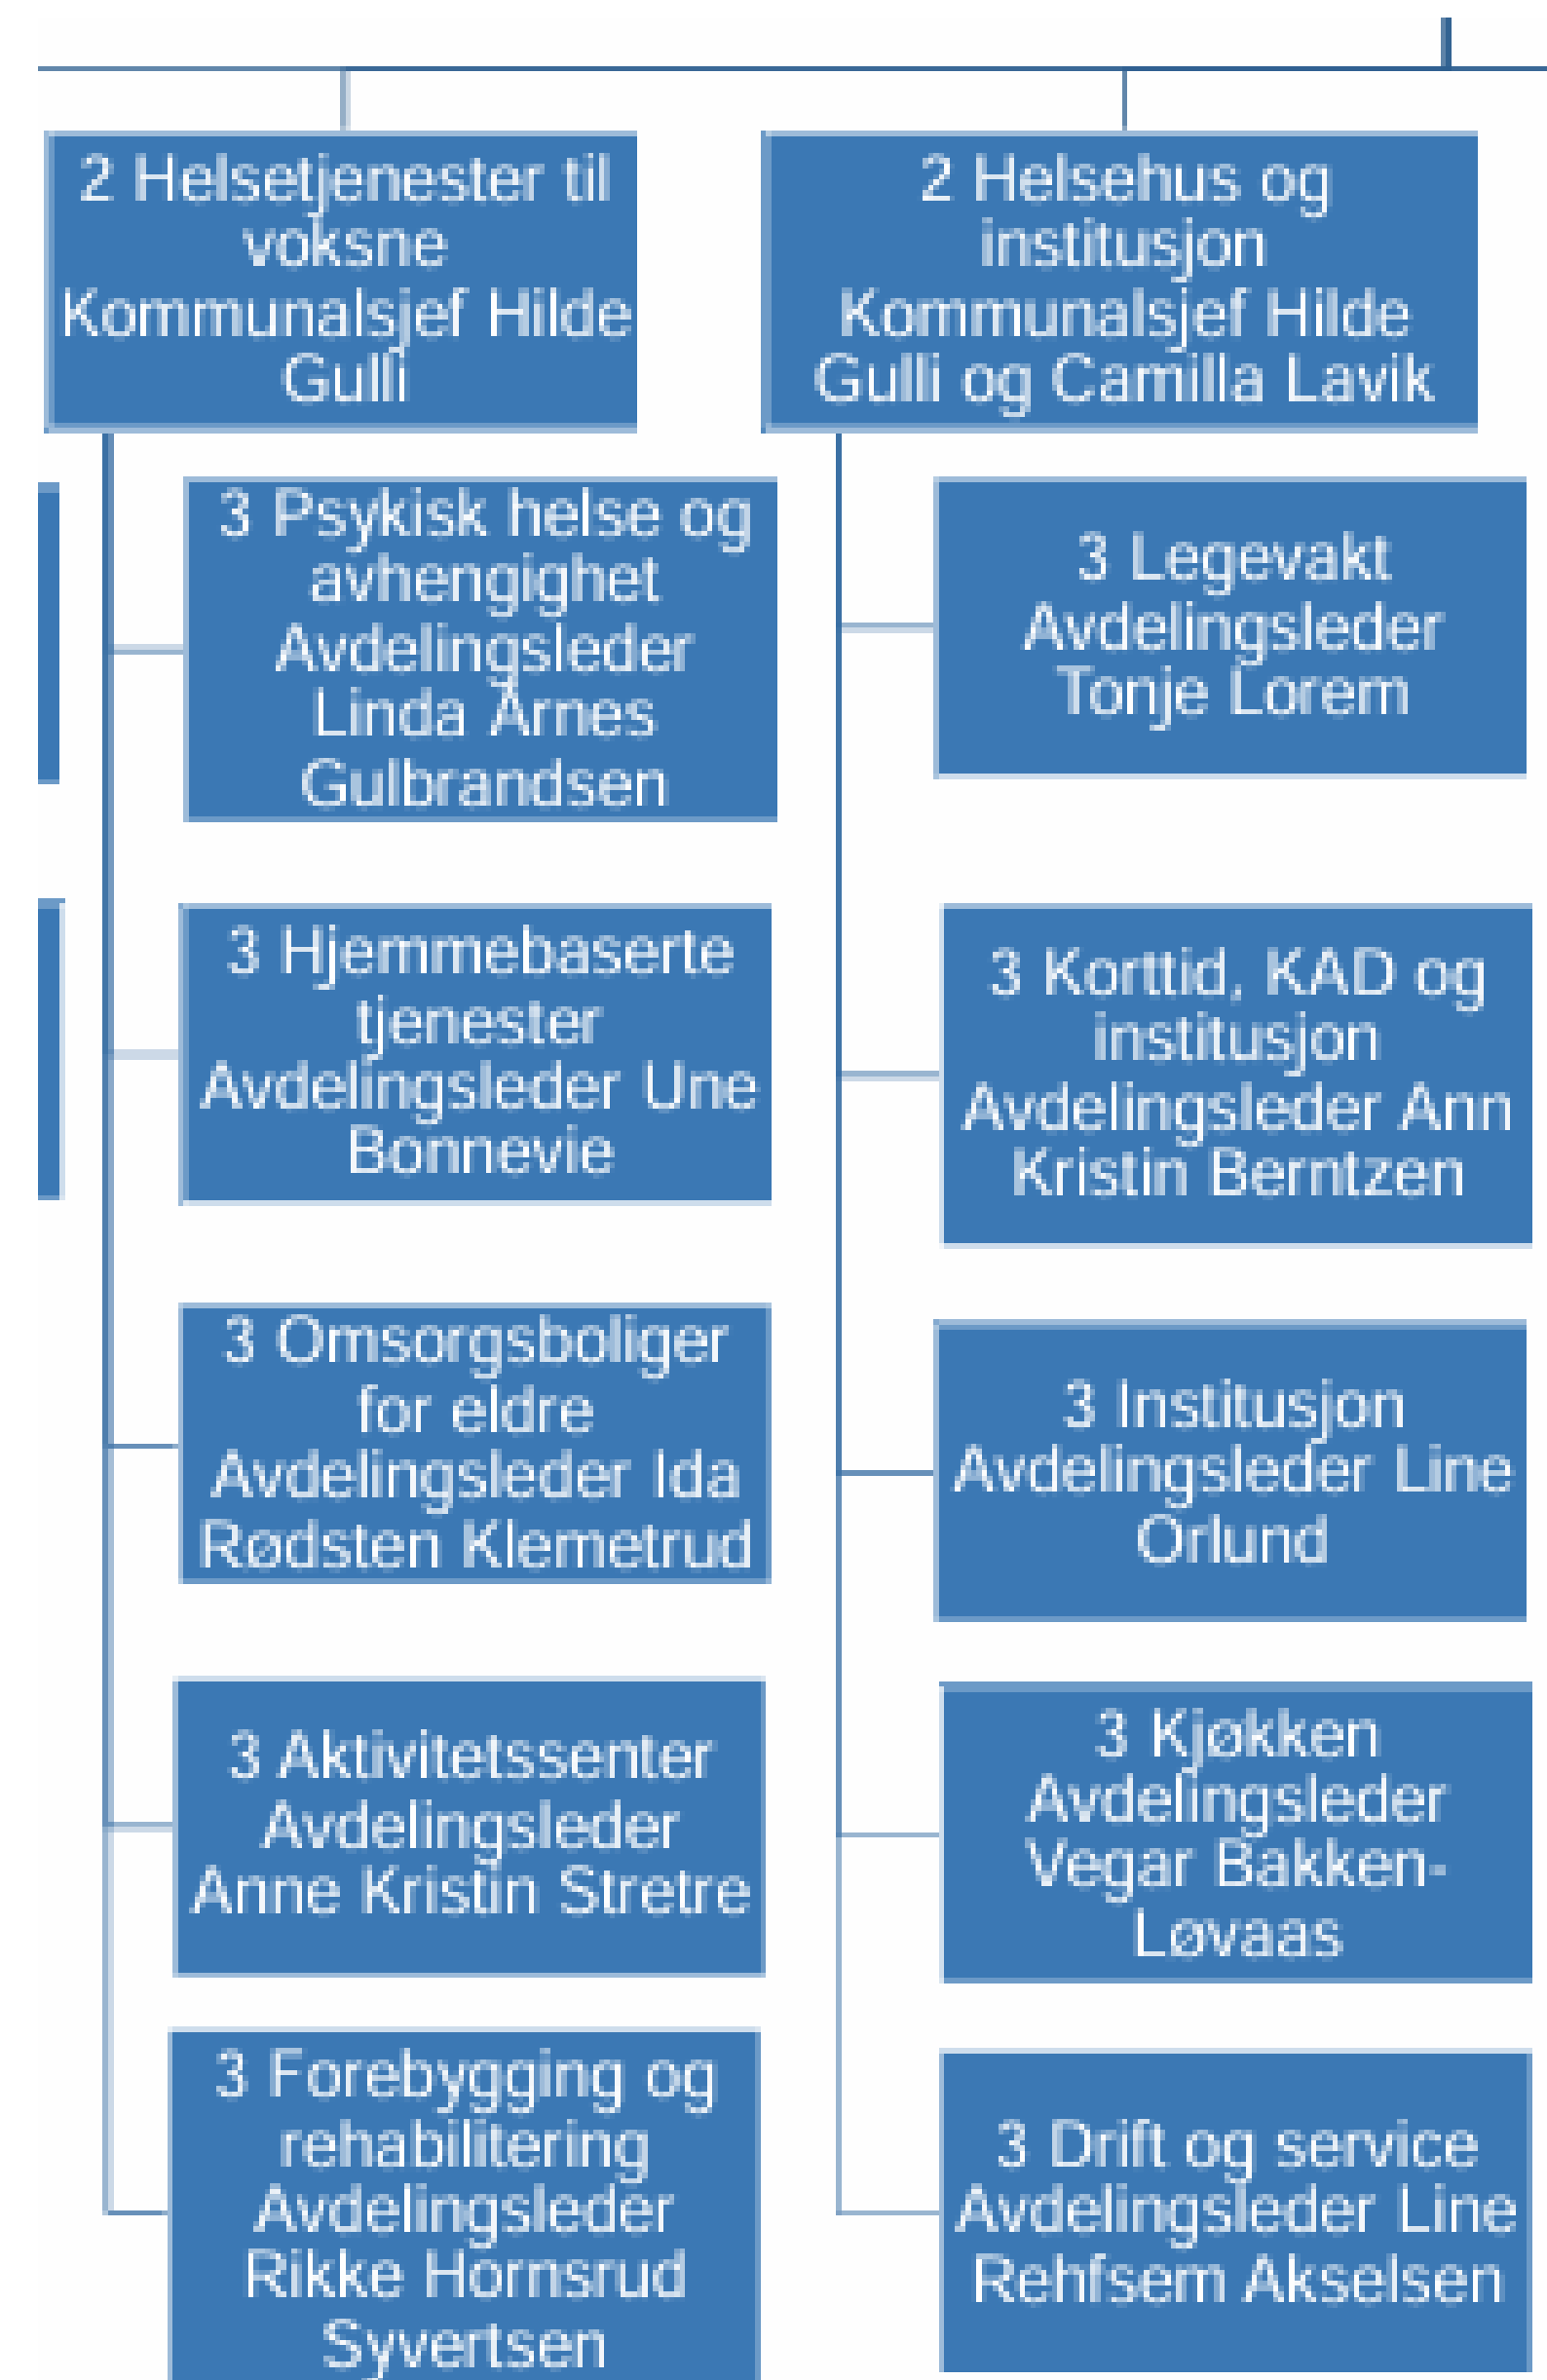 2 Helsetjenester til
voksne
Kommunalsjef Hilde
Gulli
3 Psykisk helse og
avhengighet
Avdelingsleder
Linda Årnes
Gulbrandsen
3 Hjemmebaserte
tjenester
Avdelingsleder Une
Bonnevie
3 Omsorgsboliger
for eldre
Avdelingsleder Ida
Rødsten Klemetrud
3 Aktivitetssenter
Avdelingsleder
Anne Kristin Stretre
3 Forebygging og
rehabilitering
Avdelingsleder
Rikke Hornsrud
Syvertsen
2 Helsehus og
institusjon
Kommunalsjef Hilde
Gulli og Camilla Lavik
3 Legevakt
Avdelingsleder
Tonje Lorem
3 Korttid, KAD og
institusjon
Avdelingsleder Ann
Kristin Berntzen
3 Institusjon
Avdelingsleder Line
Orlund
3 Kjøkken
Avdelingsleder
Vegar Bakken-
Løvaas
3 Drift og service
Avdelingsleder Line
Rehfsem Akselsen